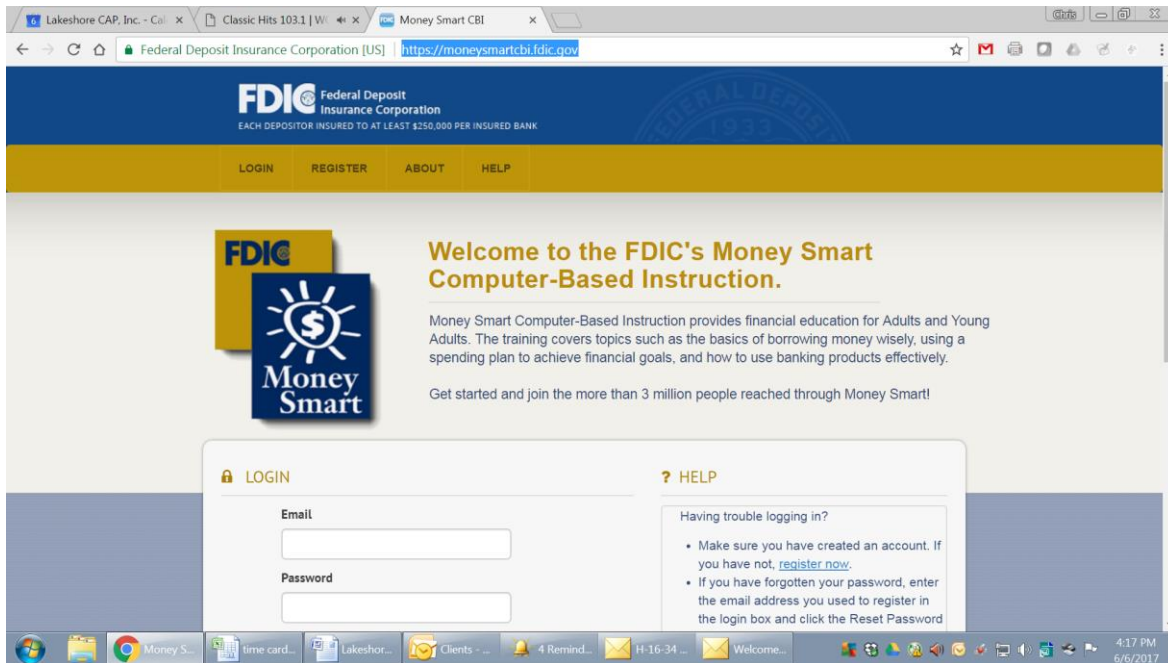 Lakeshore CAP, Inc. - Cal
Classic Hits 103.1 | W
Money Smart CBI
Chris
Federal Deposit Insurance Corporation [US]
https://moneysmartcbi.fdic.gov
FDIC Federal Deposit
Insurance Corporation
EACH DEPOSITOR INSURED TO AT LEAST $250,000 PER INSURED BANK
FEDERAL DEPOSIT
1933
LOGIN REGISTER ABOUT HELP
FDIC
Money
Smart
Welcome to the FDIC's Money Smart
Computer-Based Instruction.
Money Smart Computer-Based Instruction provides financial education for Adults and Young
Adults. The training covers topics such as the basics of borrowing money wisely, using a
spending plan to achieve financial goals, and how to use banking products effectively.
Get started and join the more than 3 million people reached through Money Smart!
LOGIN
Email
Password
? HELP
Having trouble logging in?
• Make sure you have created an account. If
you have not, register now.
• If you have forgotten your password, enter
the email address you used to register in
the login box and click the Reset Password
Money S...
time card...
Lakeshor...
Clients - ...
4 Remind...
H-16-34 ...
Welcome...
4:17 PM
6/6/2017